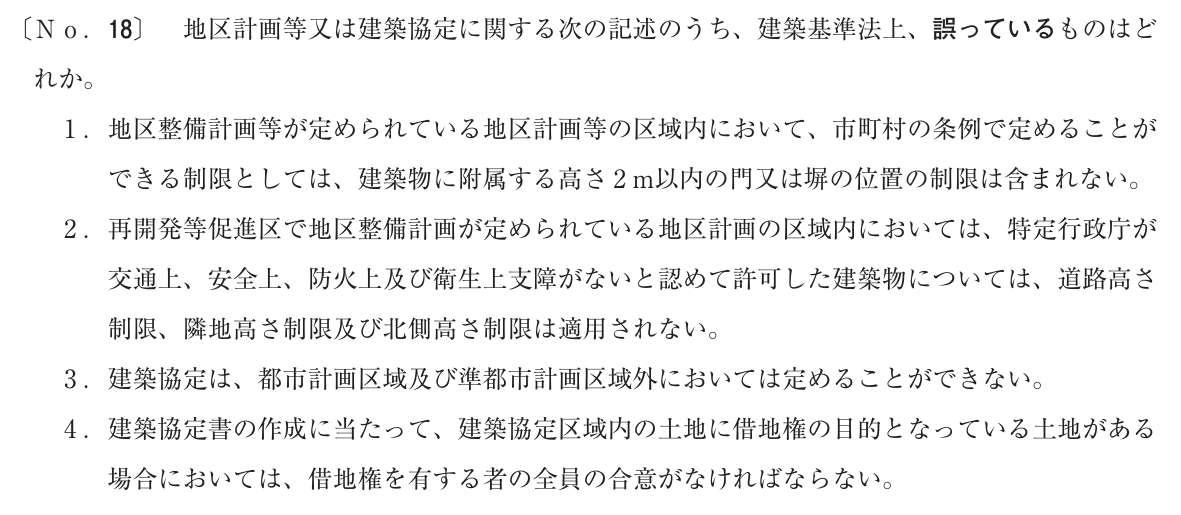 〔Ｎｏ．18〕　地区計画等又は建築協定に関する次の記述のうち、建築基準法上、誤っているものはど
れか。
１．地区整備計画等が定められている地区計画等の区域内において、市町村の条例で定めることが
できる制限としては、建築物に附属する高さ２ｍ以内の門又は塀の位置の制限は含まれない。
２．再開発等促進区で地区整備計画が定められている地区計画の区域内においては、特定行政庁が
交通上、安全上、防火上及び衛生上支障がないと認めて許可した建築物については、道路高さ
制限、隣地高さ制限及び北側高さ制限は適用されない。
３．建築協定は、都市計画区域及び準都市計画区域外においては定めることができない。
４．建築協定書の作成に当たって、建築協定区域内の土地に借地権の目的となっている土地がある
場合においては、借地権を有する者の全員の合意がなければならない。